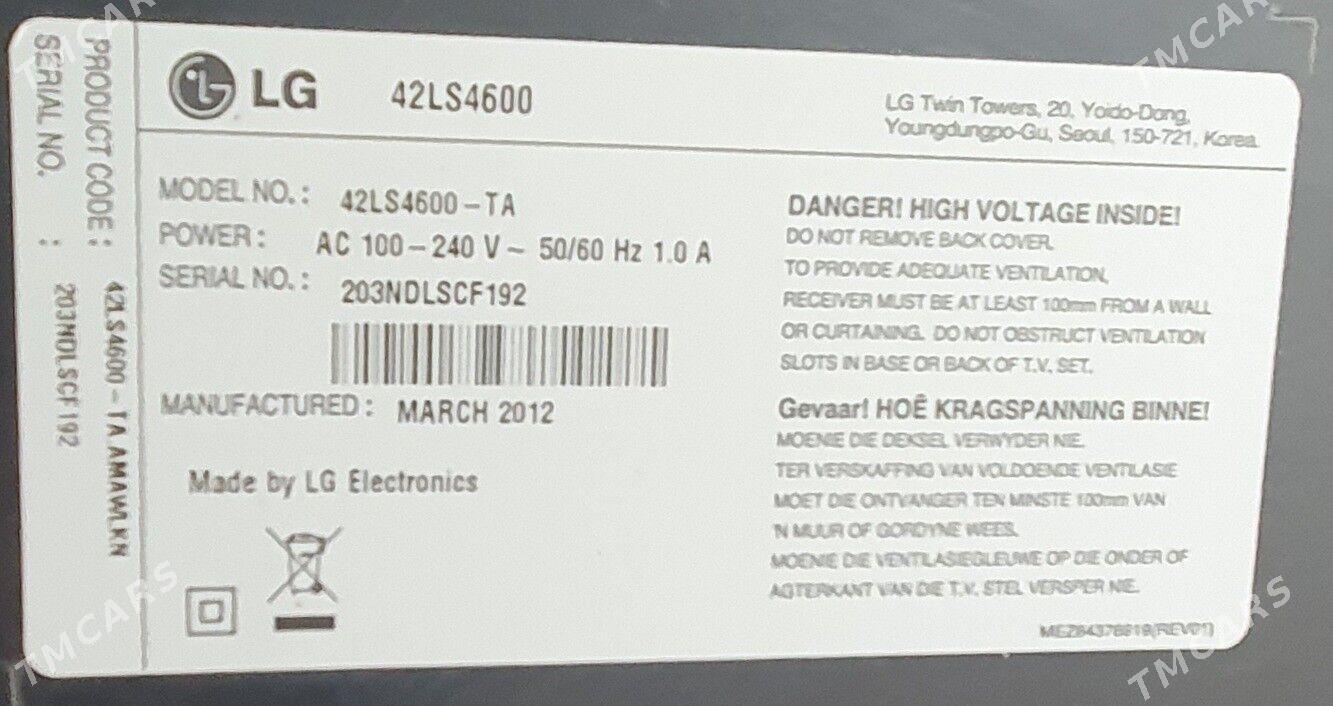 LG 42LS4600
LG Twin Towers, 20, Yoido-Dong,
Youngdungpo-Gu, Seoul, 150-721, Korea
MODEL NO. : 42LS4600-TA
POWER : AC 100-240 V~ 50/60 Hz 1.0 A
SERIAL NO. : 203NDLSCF192
MANUFACTURED : MARCH 2012
Made by LG Electronics
DANGER! HIGH VOLTAGE INSIDE!
DO NOT REMOVE BACK COVER.
TO PROVIDE ADEQUATE VENTILATION,
RECEIVER MUST BE AT LEAST 100mm FROM A WALL
OR CURTAINING. DO NOT OBSTRUCT VENTILATION
SLOTS IN BASE OR BACK OF T.V. SET.
Gevaar! HOÊ KRAGSPANNING BINNE!
MOENIE DIE DEKSEL VERWYDER NIE.
TER VERSKAFFING VAN VOLDOENDE VENTILASIE
MOET DIE ONTVANGER TEN MINSTE 100mm VAN
'N MUUR OF GORDYNE WEES.
MOENIE DIE VENTILASIEGLEUWE OP DIE ONDER OF
AGTERKANT VAN DIE T.V. STEL VERSPER NIE.
(REV01)
PRODUCT CODE : 42LS4600-TA AMAWLKN
SERIAL NO. : 203NDLSCF192
TMCARS
TMCARS
TMCARS
TMCARS